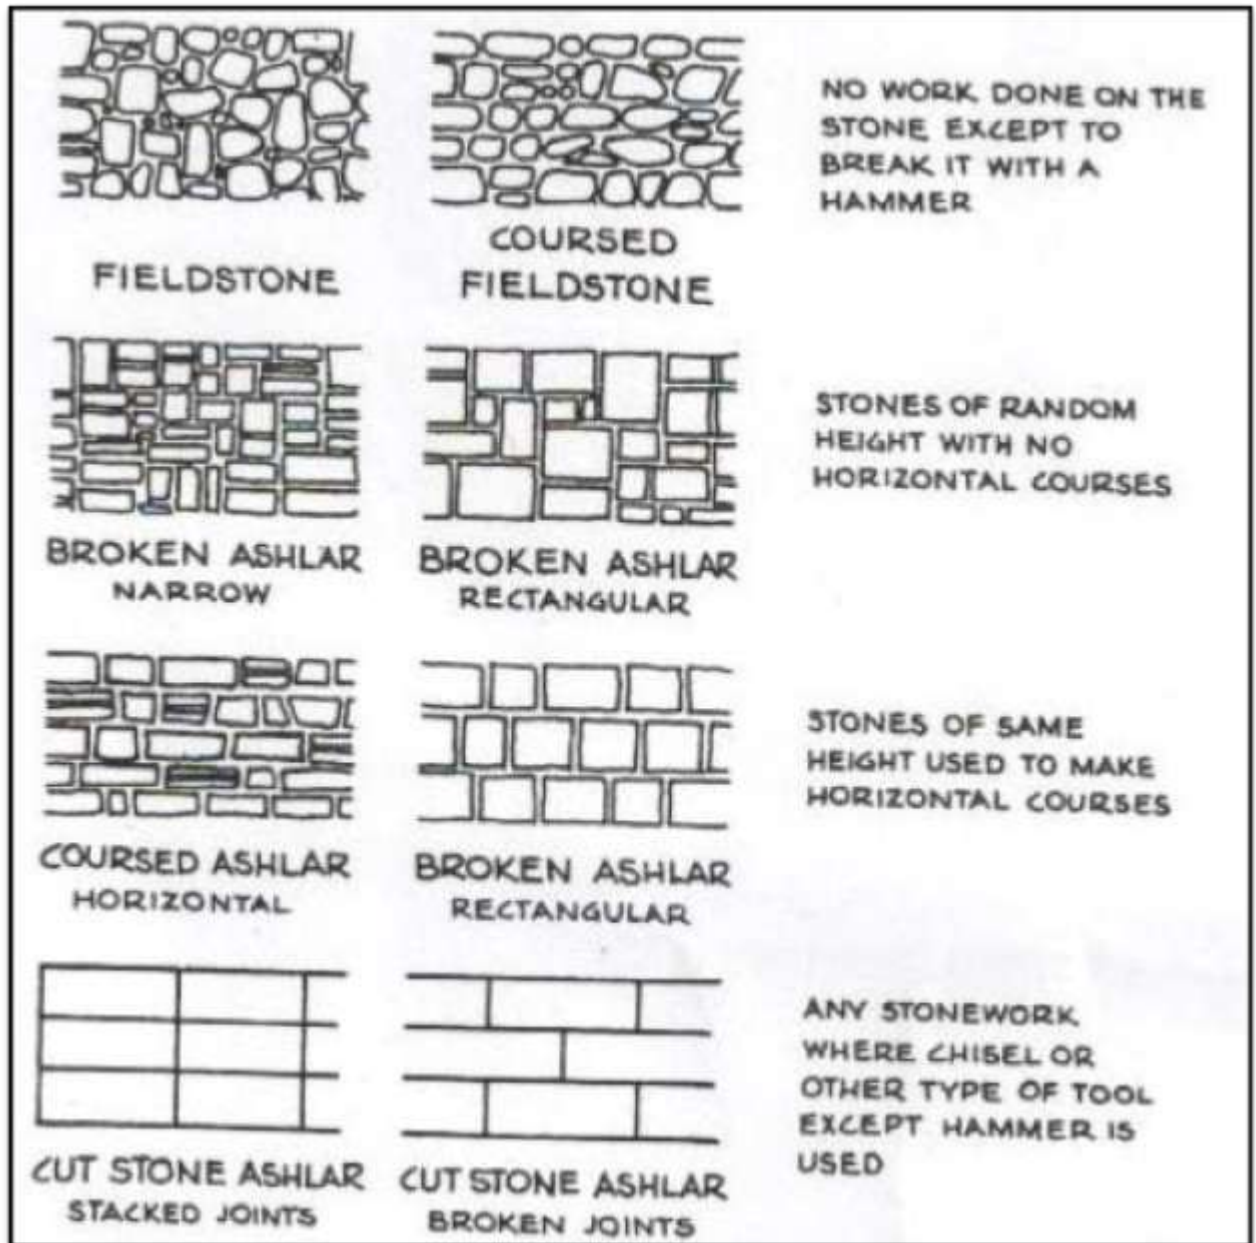 NO WORK DONE ON THE
STONE EXCEPT TO
BREAK IT WITH A
HAMMER
FIELDSTONE
COURSED
FIELDSTONE
STONES OF RANDOM
HEIGHT WITH NO
HORIZONTAL COURSES
BROKEN ASHLAR
NARROW
BROKEN ASHLAR
RECTANGULAR
STONES OF SAME
HEIGHT USED TO MAKE
HORIZONTAL COURSES
COURSED ASHLAR
HORIZONTAL
BROKEN ASHLAR
RECTANGULAR
ANY STONEWORK
WHERE CHISEL OR
OTHER TYPE OF TOOL
EXCEPT HAMMER IS
USED
CUT STONE ASHLAR
STACKED JOINTS
CUT STONE ASHLAR
BROKEN JOINTS